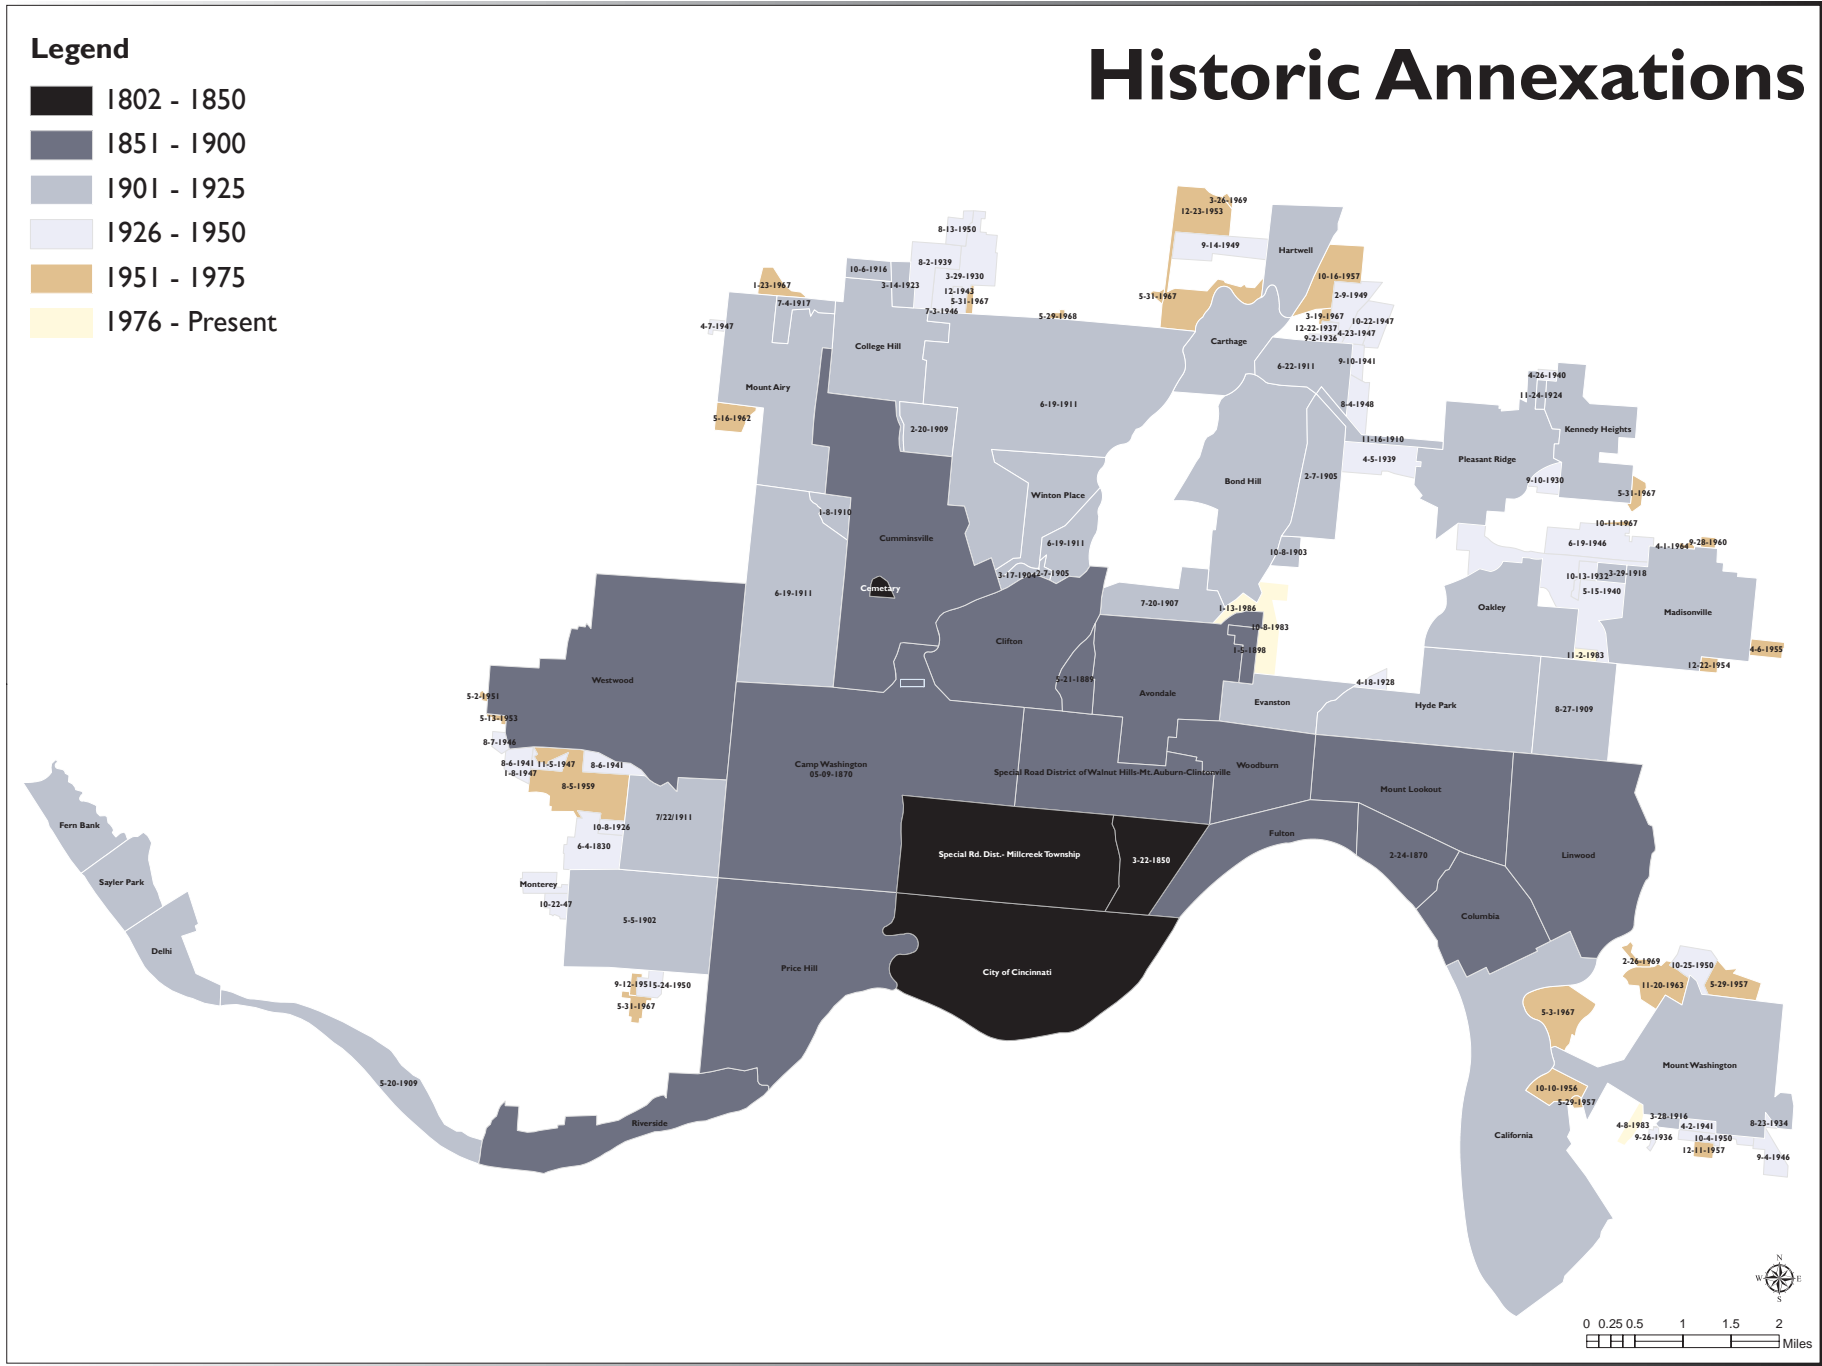 Legend
Historic Annexations
1802 - 1850
1851 - 1900
1901 - 1925
1926 - 1950
1951 - 1975
1976 - Present
3-26-1969
12-23-1953
9-14-1949
Hartwell
8-13-1950
8-2-1939
3-29-1930
10-6-1916
3-14-1923
12-1943
5-31-1967
7-3-1946
1-23-1967
7-4-1917
4-7-1947
5-29-1968
5-31-1967
10-16-1957
2-9-1949
3-19-1967
10-22-1947
12-22-1937
4-23-1947
9-2-1936
College Hill
Carthage
6-22-1911
9-10-1941
Mount Airy
5-16-1962
2-20-1909
6-19-1911
8-4-1948
11-16-1910
4-5-1939
4-26-1940
11-24-1924
Kennedy Heights
Pleasant Ridge
9-10-1930
5-31-1967
Bond Hill
2-7-1905
Winton Place
1-8-1910
Cumminsville
6-19-1911
10-8-1903
10-11-1967
6-19-1946
4-1-1964
9-28-1960
3-17-1904
2-7-1905
10-13-1932
3-29-1918
5-15-1940
Cemetary
6-19-1911
7-20-1907
1-13-1986
10-8-1983
Oakley
Madisonville
Clifton
1-5-1898
11-2-1983
4-6-1955
12-22-1954
Westwood
5-21-1889
Avondale
4-18-1928
Evanston
Hyde Park
8-27-1909
5-2-1951
5-13-1953
8-7-1946
8-6-1941
11-5-1947
8-6-1941
1-8-1947
8-5-1959
Camp Washington
05-09-1870
Special Road District of Walnut Hills-Mt. Auburn-Clintonville
Woodburn
Mount Lookout
7/22/1911
10-8-1926
6-4-1830
Fern Bank
Fulton
Special Rd. Dist.- Millcreek Township
3-22-1850
2-24-1870
Linwood
Sayler Park
Monterey
10-22-47
5-5-1902
Columbia
Delhi
Price Hill
City of Cincinnati
9-12-1951
5-24-1950
5-31-1967
2-26-1969
10-25-1950
11-20-1963
5-29-1957
5-3-1967
Mount Washington
5-20-1909
10-10-1956
5-29-1957
Riverside
California
4-8-1983
3-28-1916
4-2-1941
8-23-1934
9-26-1936
10-4-1950
12-11-1957
9-4-1946
N
W E
S
0 0.25 0.5 1 1.5 2
Miles